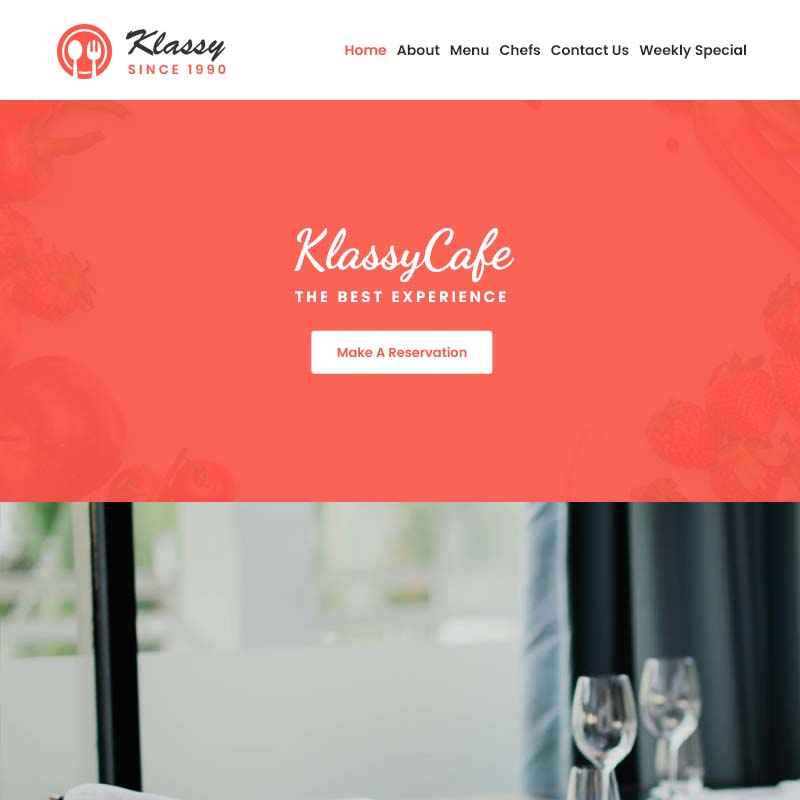 Klassy
SINCE 1990
Home About Menu Chefs Contact Us Weekly Special
KlassyCafe
THE BEST EXPERIENCE
Make A Reservation